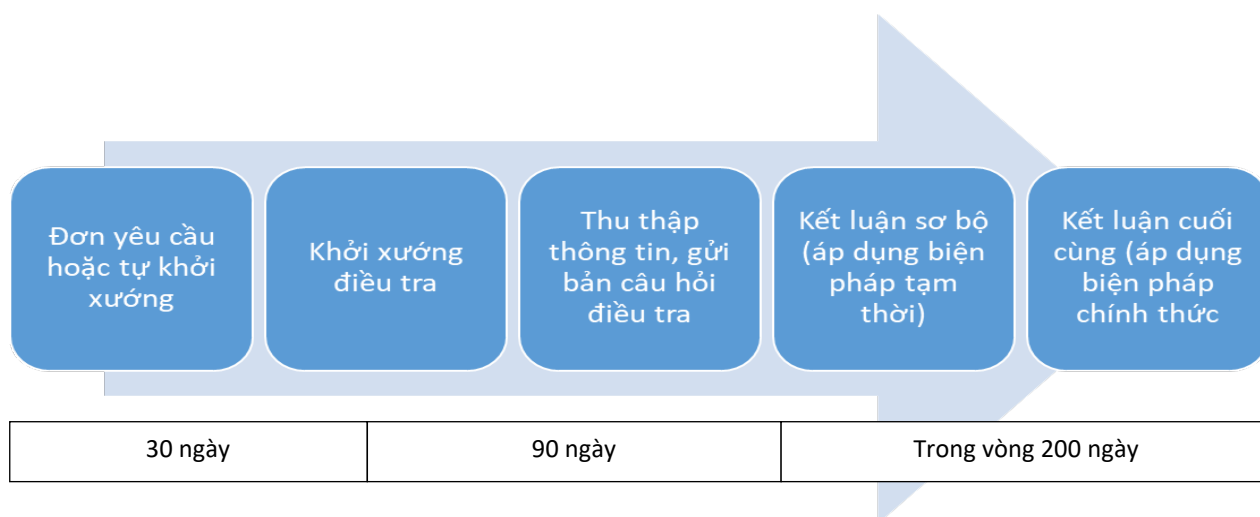 Đơn yêu cầu
hoặc tự khởi
xướng
Khởi xướng
điều tra
Thu thập
thông tin, gửi
bản câu hỏi
điều tra
Kết luận sơ bộ
(áp dụng biện
pháp tạm
thời)
Kết luận cuối
cùng (áp dụng
biện pháp
chính thức
30 ngày
90 ngày
Trong vòng 200 ngày